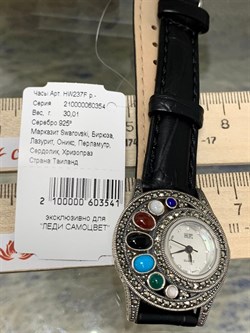 Часы Арт. HW237F р -
Серия 210000060354
Вес, г. 30,01
Серебро 925°
Марказит Swarovski, Бирюза,
Лазурит, Оникс, Перламутр,
Сердолик, Хризопраз
Страна Таиланд
2 100000 603541
эксклюзивно для
"ЛЕДИ САМОЦВЕТ"